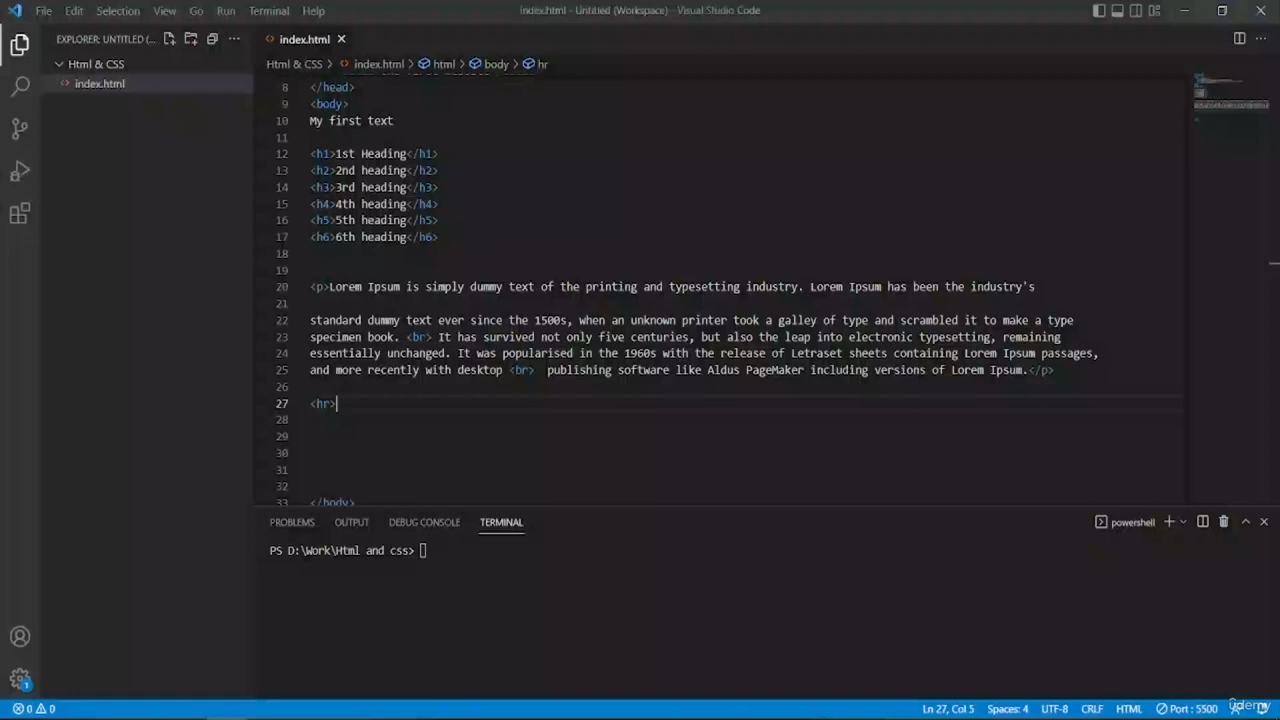 File Edit Selection View Go Run Terminal Help
index.html - Untitled (Workspace) - Visual Studio Code
EXPLORER: UNTITLED (...
Html & CSS
index.html
index.html
Html & CSS > index.html > html > body > hr
8 </head>
9 <body>
10 My first text
11
12 <h1>1st Heading</h1>
13 <h2>2nd heading</h2>
14 <h3>3rd heading</h3>
15 <h4>4th heading</h4>
16 <h5>5th heading</h5>
17 <h6>6th heading</h6>
18
19
20 <p>Lorem Ipsum is simply dummy text of the printing and typesetting industry. Lorem Ipsum has been the industry's
21
22 standard dummy text ever since the 1500s, when an unknown printer took a galley of type and scrambled it to make a type
23 specimen book. <br> It has survived not only five centuries, but also the leap into electronic typesetting, remaining
24 essentially unchanged. It was popularised in the 1960s with the release of Letraset sheets containing Lorem Ipsum passages,
25 and more recently with desktop <br>  publishing software like Aldus PageMaker including versions of Lorem Ipsum.</p>
26
27 <hr>
28
29
30
31
32
33 </body>
PROBLEMS OUTPUT DEBUG CONSOLE TERMINAL
powershell
PS D:\Work\Html and css>
1
0 0
Ln 27, Col 5 Spaces: 4 UTF-8 CRLF HTML Port : 5500
ûdemy